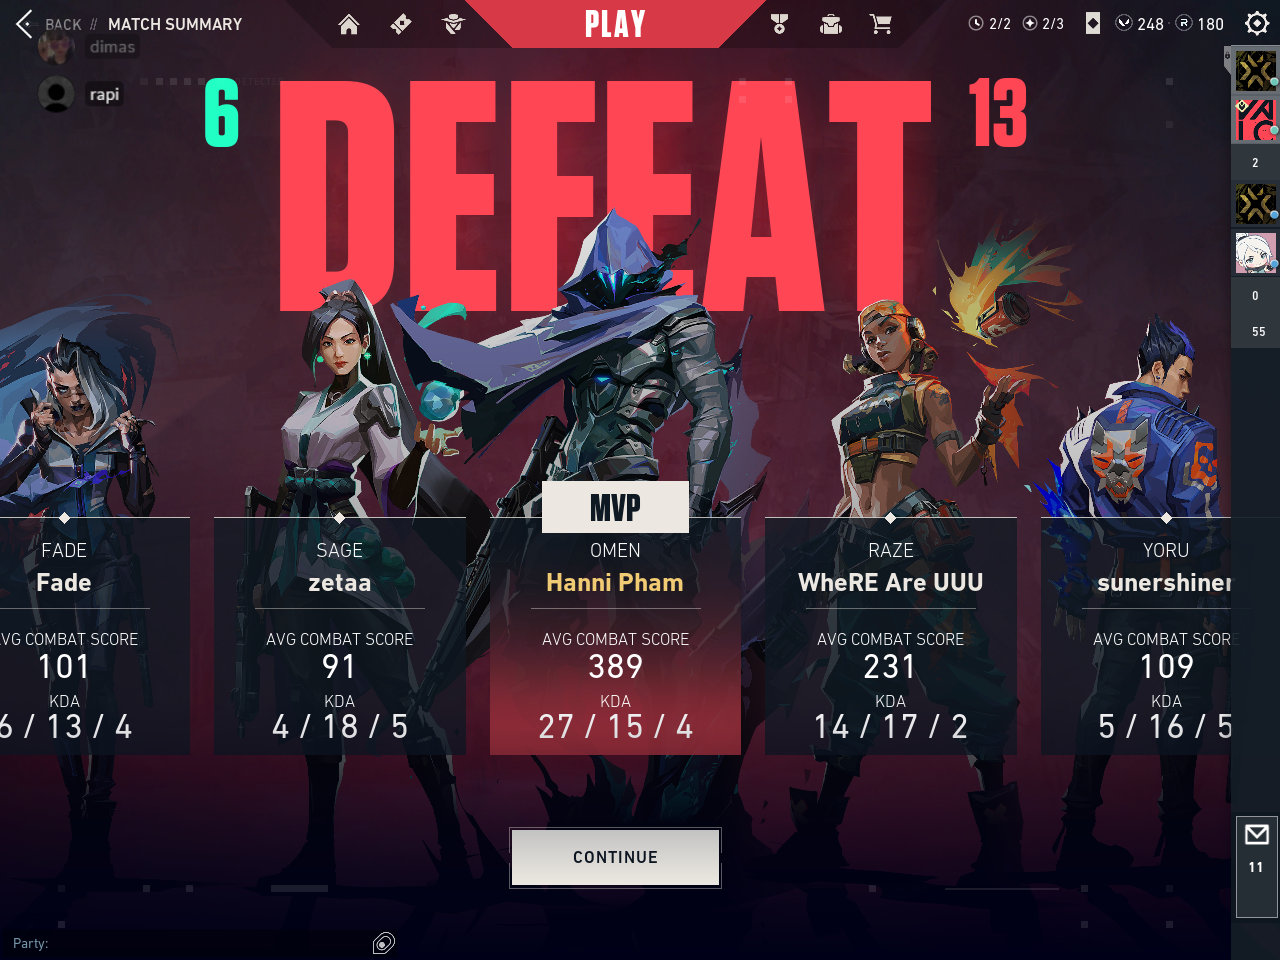 BACK // MATCH SUMMARY
PLAY
2/2
2/3
248
180
dimas
rapi
6
DEFEAT
13
2
0
55
MVP
FADE
Fade
AVG COMBAT SCORE
101
KDA
6 / 13 / 4
SAGE
zetaa
AVG COMBAT SCORE
91
KDA
4 / 18 / 5
OMEN
Hanni Pham
AVG COMBAT SCORE
389
KDA
27 / 15 / 4
RAZE
WheRE Are UUU
AVG COMBAT SCORE
231
KDA
14 / 17 / 2
YORU
sunershiner
AVG COMBAT SCORE
109
KDA
5 / 16 / 5
CONTINUE
11
Party: